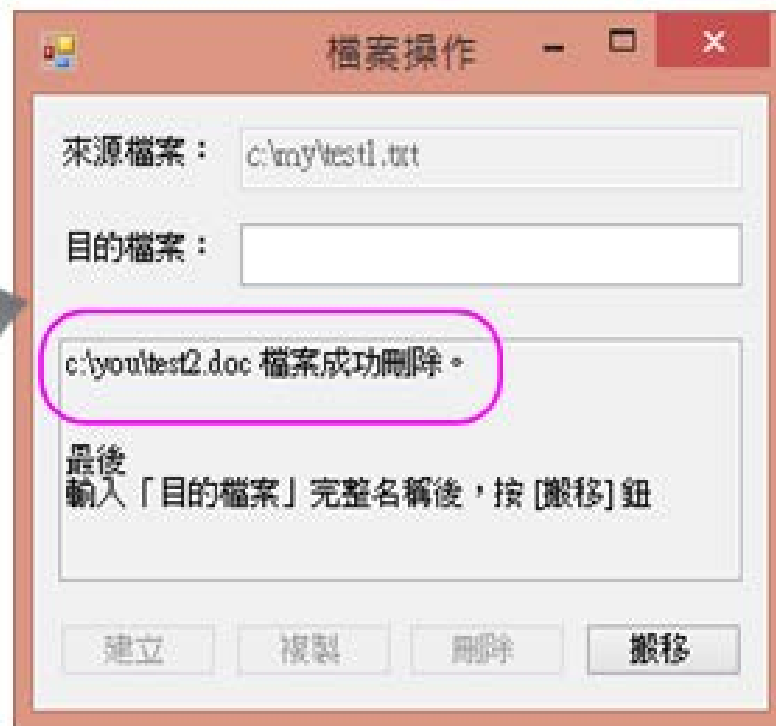 檔案操作
來源檔案：
c:\my\test1.txt
目的檔案：
c:\you\test2.doc 檔案成功刪除。
最後
輸入「目的檔案」完整名稱後，按 [搬移] 鈕
建立
複製
刪除
搬移